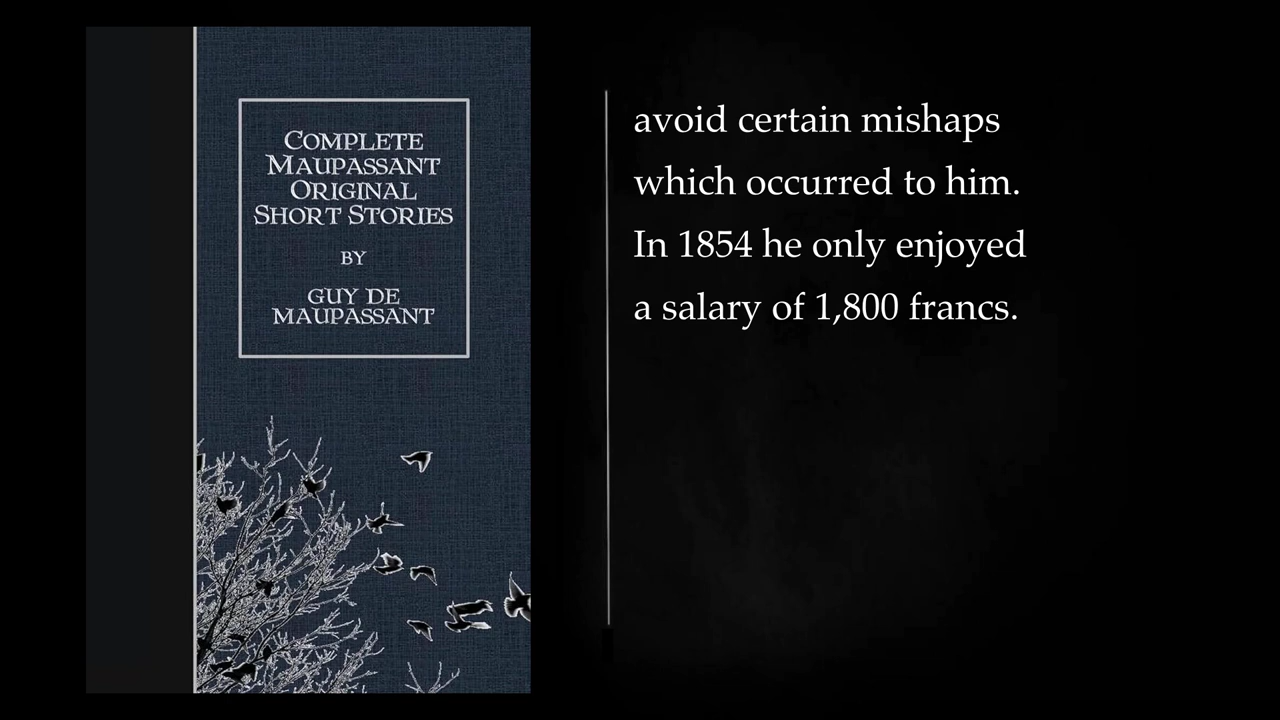 COMPLETE
MAUPASSANT
ORIGINAL
SHORT STORIES
BY
GUY DE
MAUPASSANT
avoid certain mishaps
which occurred to him.
In 1854 he only enjoyed
a salary of 1,800 francs.